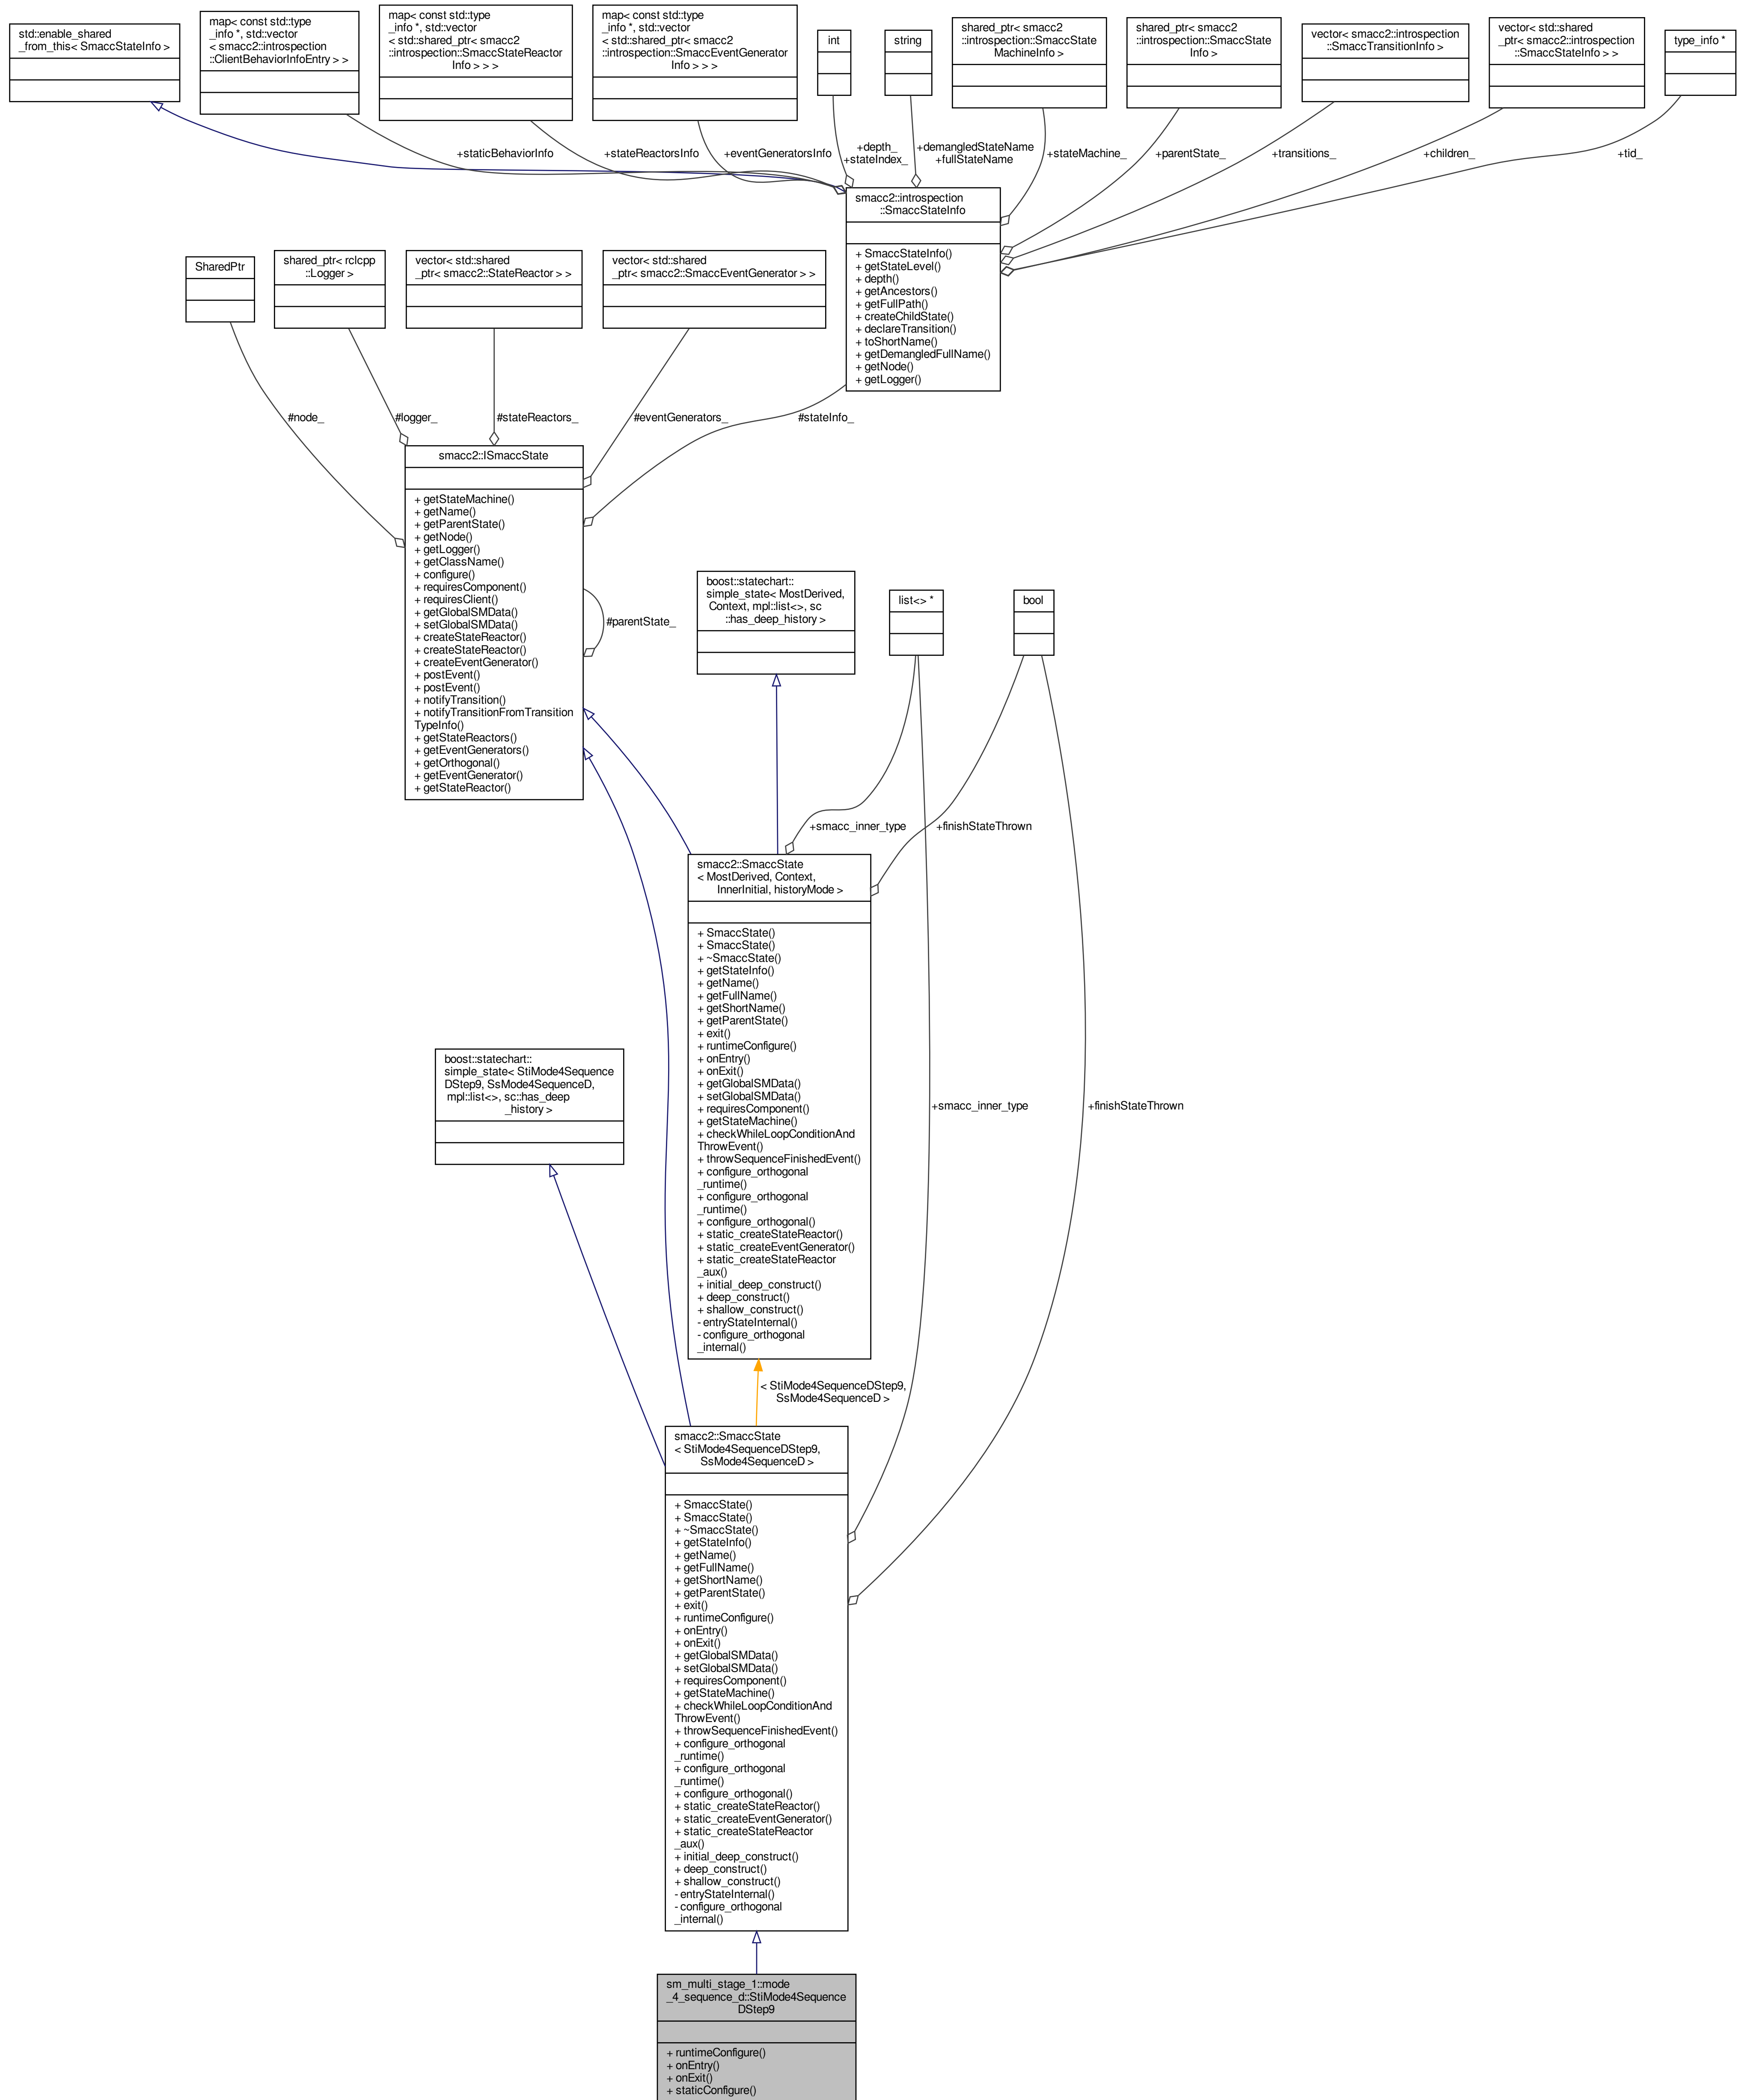 std::enable_shared
_from_this< SmaccStateInfo >
map< const std::type
_info *, std::vector
< smacc2::introspection
::ClientBehaviorInfoEntry > >
map< const std::type
_info *, std::vector
< std::shared_ptr< smacc2
::introspection::SmaccStateReactor
Info > > >
map< const std::type
_info *, std::vector
< std::shared_ptr< smacc2
::introspection::SmaccEventGenerator
Info > > >
int
string
shared_ptr< smacc2
::introspection::SmaccState
MachineInfo >
shared_ptr< smacc2
::introspection::SmaccState
Info >
vector< smacc2::introspection
::SmaccTransitionInfo >
vector< std::shared
_ptr< smacc2::introspection
::SmaccStateInfo > >
type_info *
+staticBehaviorInfo
+stateReactorsInfo
+eventGeneratorsInfo
+depth_
+stateIndex_
+demangledStateName
+fullStateName
+stateMachine_
+parentState_
+transitions_
+children_
+tid_
smacc2::introspection
::SmaccStateInfo
+ SmaccStateInfo()
+ getStateLevel()
+ depth()
+ getAncestors()
+ getFullPath()
+ createChildState()
+ declareTransition()
+ toShortName()
+ getDemangledFullName()
+ getNode()
+ getLogger()
SharedPtr
shared_ptr< rclcpp
::Logger >
vector< std::shared
_ptr< smacc2::StateReactor > >
vector< std::shared
_ptr< smacc2::SmaccEventGenerator > >
#node_
#logger_
#stateReactors_
#eventGenerators_
#stateInfo_
smacc2::ISmaccState
+ getStateMachine()
+ getName()
+ getParentState()
+ getNode()
+ getLogger()
+ getClassName()
+ configure()
+ requiresComponent()
+ requiresClient()
+ getGlobalSMData()
+ setGlobalSMData()
+ createStateReactor()
+ createStateReactor()
+ createEventGenerator()
+ postEvent()
+ postEvent()
+ notifyTransition()
+ notifyTransitionFromTransition
TypeInfo()
+ getStateReactors()
+ getEventGenerators()
+ getOrthogonal()
+ getEventGenerator()
+ getStateReactor()
#parentState_
boost::statechart::
simple_state< MostDerived,
Context, mpl::list<>, sc
::has_deep_history >
list<> *
bool
+smacc_inner_type
+finishStateThrown
smacc2::SmaccState
< MostDerived, Context,
InnerInitial, historyMode >
+ SmaccState()
+ SmaccState()
+ ~SmaccState()
+ getStateInfo()
+ getName()
+ getFullName()
+ getShortName()
+ getParentState()
+ exit()
+ runtimeConfigure()
+ onEntry()
+ onExit()
+ getGlobalSMData()
+ setGlobalSMData()
+ requiresComponent()
+ getStateMachine()
+ checkWhileLoopConditionAnd
ThrowEvent()
+ throwSequenceFinishedEvent()
+ configure_orthogonal
_runtime()
+ configure_orthogonal
_runtime()
+ configure_orthogonal()
+ static_createStateReactor()
+ static_createEventGenerator()
+ static_createStateReactor
_aux()
+ initial_deep_construct()
+ deep_construct()
+ shallow_construct()
- entryStateInternal()
- configure_orthogonal
_internal()
boost::statechart::
simple_state< StiMode4Sequence
DStep9, SsMode4SequenceD,
mpl::list<>, sc::has_deep
_history >
+smacc_inner_type
+finishStateThrown
< StiMode4SequenceDStep9,
SsMode4SequenceD >
smacc2::SmaccState
< StiMode4SequenceDStep9,
SsMode4SequenceD >
+ SmaccState()
+ SmaccState()
+ ~SmaccState()
+ getStateInfo()
+ getName()
+ getFullName()
+ getShortName()
+ getParentState()
+ exit()
+ runtimeConfigure()
+ onEntry()
+ onExit()
+ getGlobalSMData()
+ setGlobalSMData()
+ requiresComponent()
+ getStateMachine()
+ checkWhileLoopConditionAnd
ThrowEvent()
+ throwSequenceFinishedEvent()
+ configure_orthogonal
_runtime()
+ configure_orthogonal
_runtime()
+ configure_orthogonal()
+ static_createStateReactor()
+ static_createEventGenerator()
+ static_createStateReactor
_aux()
+ initial_deep_construct()
+ deep_construct()
+ shallow_construct()
- entryStateInternal()
- configure_orthogonal
_internal()
sm_multi_stage_1::mode
_4_sequence_d::StiMode4Sequence
DStep9
+ runtimeConfigure()
+ onEntry()
+ onExit()
+ staticConfigure()